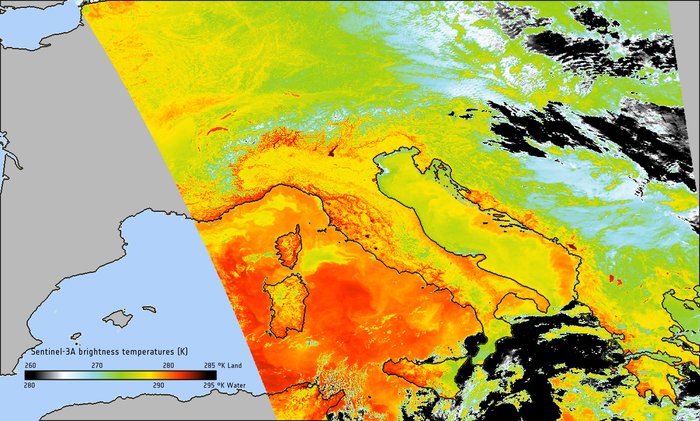 Sentinel-3A brightness temperatures (K)
260 270 280 285 °K Land
280 290 295 °K Water